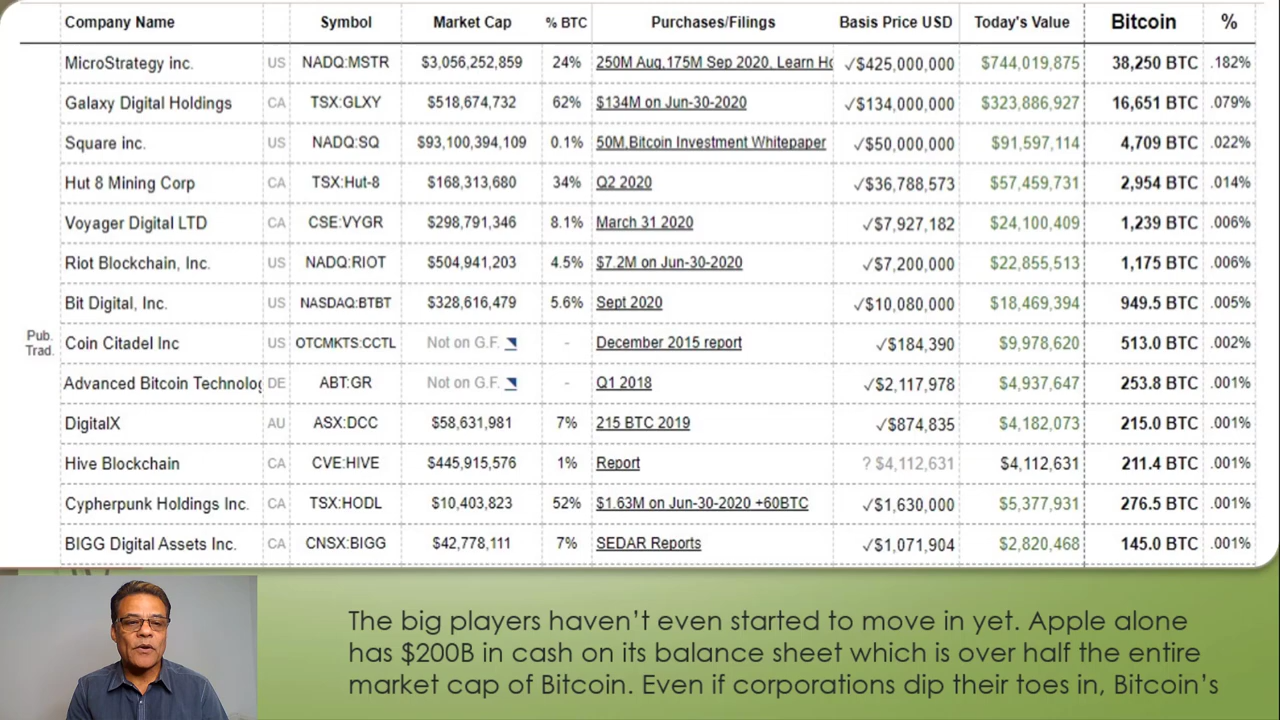 Company Name Symbol Market Cap % BTC Purchases/Filings Basis Price USD Today's Value Bitcoin %
MicroStrategy inc. US NADQ:MSTR $3,056,252,859 24% 250M Aug,175M Sep 2020, Learn Ho ✓$425,000,000 $744,019,875 38,250 BTC .182%
Galaxy Digital Holdings CA TSX:GLXY $518,674,732 62% $134M on Jun-30-2020 ✓$134,000,000 $323,886,927 16,651 BTC .079%
Square inc. US NADQ:SQ $93,100,394,109 0.1% 50M,Bitcoin Investment Whitepaper ✓$50,000,000 $91,597,114 4,709 BTC .022%
Hut 8 Mining Corp CA TSX:Hut-8 $168,313,680 34% Q2 2020 ✓$36,788,573 $57,459,731 2,954 BTC .014%
Voyager Digital LTD CA CSE:VYGR $298,791,346 8.1% March 31 2020 ✓$7,927,182 $24,100,409 1,239 BTC .006%
Riot Blockchain, Inc. US NADQ:RIOT $504,941,203 4.5% $7.2M on Jun-30-2020 ✓$7,200,000 $22,855,513 1,175 BTC .006%
Bit Digital, Inc. US NASDAQ:BTBT $328,616,479 5.6% Sept 2020 ✓$10,080,000 $18,469,394 949.5 BTC .005%
Pub. Trad.
Coin Citadel Inc US OTCMKTS:CCTL Not on G.F. - December 2015 report ✓$184,390 $9,978,620 513.0 BTC .002%
Advanced Bitcoin Technolog DE ABT:GR Not on G.F. - Q1 2018 ✓$2,117,978 $4,937,647 253.8 BTC .001%
DigitalX AU ASX:DCC $58,631,981 7% 215 BTC 2019 ✓$874,835 $4,182,073 215.0 BTC .001%
Hive Blockchain CA CVE:HIVE $445,915,576 1% Report ? $4,112,631 $4,112,631 211.4 BTC .001%
Cypherpunk Holdings Inc. CA TSX:HODL $10,403,823 52% $1.63M on Jun-30-2020 +60BTC ✓$1,630,000 $5,377,931 276.5 BTC .001%
BIGG Digital Assets Inc. CA CNSX:BIGG $42,778,111 7% SEDAR Reports ✓$1,071,904 $2,820,468 145.0 BTC .001%
The big players haven't even started to move in yet. Apple alone
has $200B in cash on its balance sheet which is over half the entire
market cap of Bitcoin. Even if corporations dip their toes in, Bitcoin's